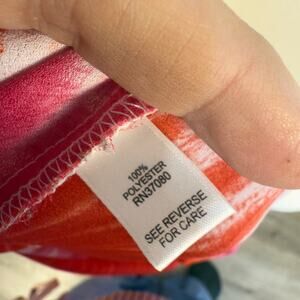 100%
POLYESTER
RN37080
SEE REVERSE
FOR CARE